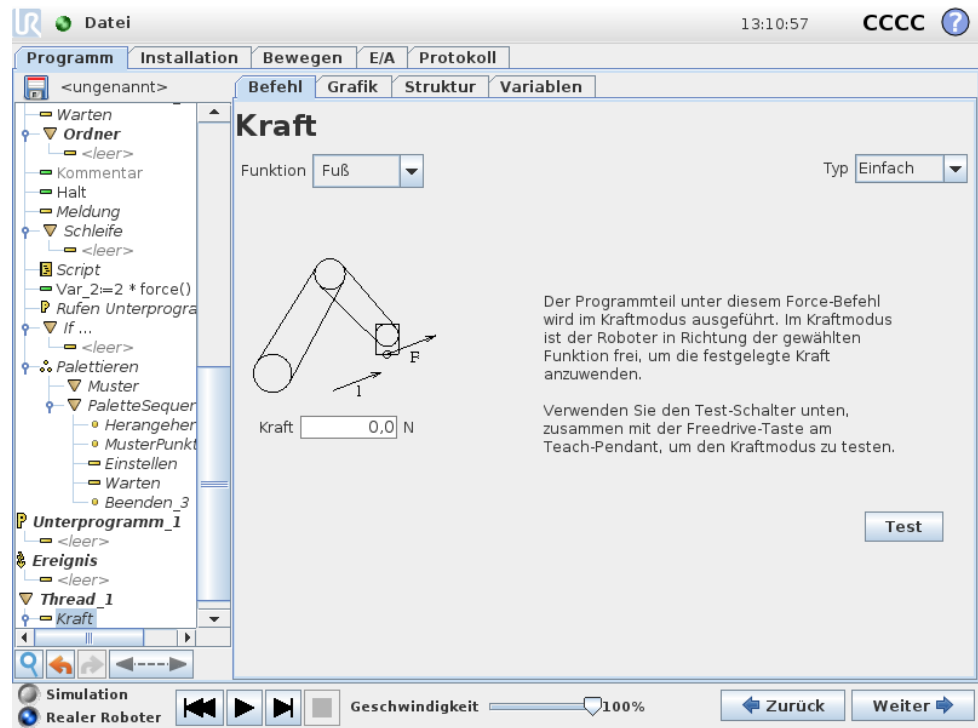 UR Datei 13:10:57 CCCC ?
Programm Installation Bewegen E/A Protokoll
<ungenannt>
Befehl Grafik Struktur Variablen
Warten
Ordner
<leer>
Kommentar
Halt
Meldung
Schleife
<leer>
Script
Var_2:=2 * force()
Rufen Unterprogra
If ...
<leer>
Palettieren
Muster
PaletteSequer
Herangeher
MusterPunkt
Einstellen
Warten
Beenden_3
P Unterprogramm_1
<leer>
Ereignis
<leer>
Thread_1
Kraft
Kraft
Funktion Fuß
Typ Einfach
F
1
Kraft 0,0 N
Der Programmteil unter diesem Force-Befehl
wird im Kraftmodus ausgeführt. Im Kraftmodus
ist der Roboter in Richtung der gewählten
Funktion frei, um die festgelegte Kraft
anzuwenden.
Verwenden Sie den Test-Schalter unten,
zusammen mit der Freedrive-Taste am
Teach-Pendant, um den Kraftmodus zu testen.
Test
Simulation
Realer Roboter
Geschwindigkeit 100%
Zurück Weiter